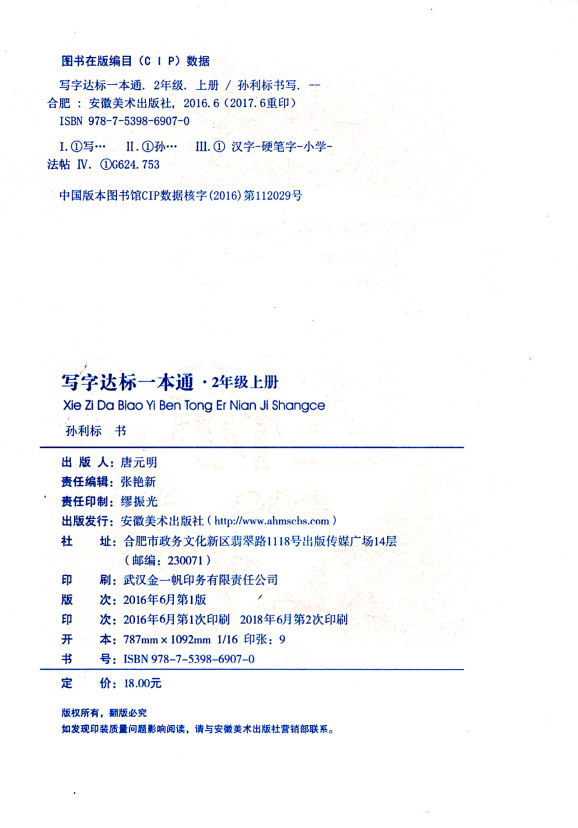 图书在版编目（CIP）数据
写字达标一本通. 2年级. 上册 / 孙利标书写. --
合肥 : 安徽美术出版社, 2016.6（2017.6重印）
ISBN 978-7-5398-6907-0
Ⅰ.①写… Ⅱ.①孙… Ⅲ.① 汉字-硬笔字-小学-
法帖 Ⅳ. ①G624.753
中国版本图书馆CIP数据核字(2016)第112029号
写字达标一本通 · 2年级上册
Xie Zi Da Biao Yi Ben Tong Er Nian Ji Shangce
孙利标 书
出 版 人：唐元明
责任编辑：张艳新
责任印制：缪振光
出版发行：安徽美术出版社（http://www.ahmscbs.com）
社 址：合肥市政务文化新区翡翠路1118号出版传媒广场14层
（邮编：230071）
印 刷：武汉金一帆印务有限责任公司
版 次：2016年6月第1版
印 次：2016年6月第1次印刷 2018年6月第2次印刷
开 本：787mm×1092mm 1/16 印张：9
书 号：ISBN 978-7-5398-6907-0
定 价：18.00元
版权所有，翻版必究
如发现印装质量问题影响阅读，请与安徽美术出版社营销部联系。